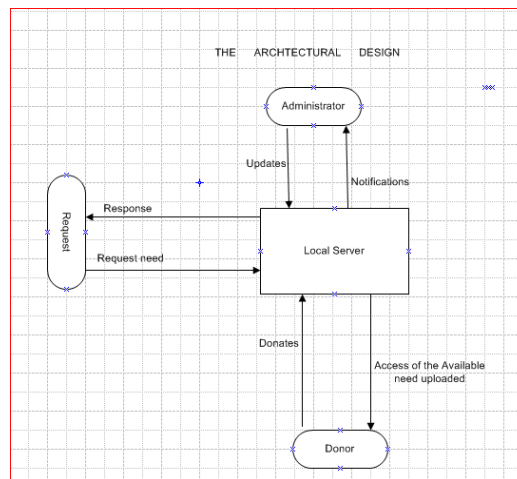 THE ARCHTECTURAL DESIGN
Administrator
Updates
Notifications
Response
Request
Local Server
Request need
Donates
Access of the Available
need uploaded
Donor